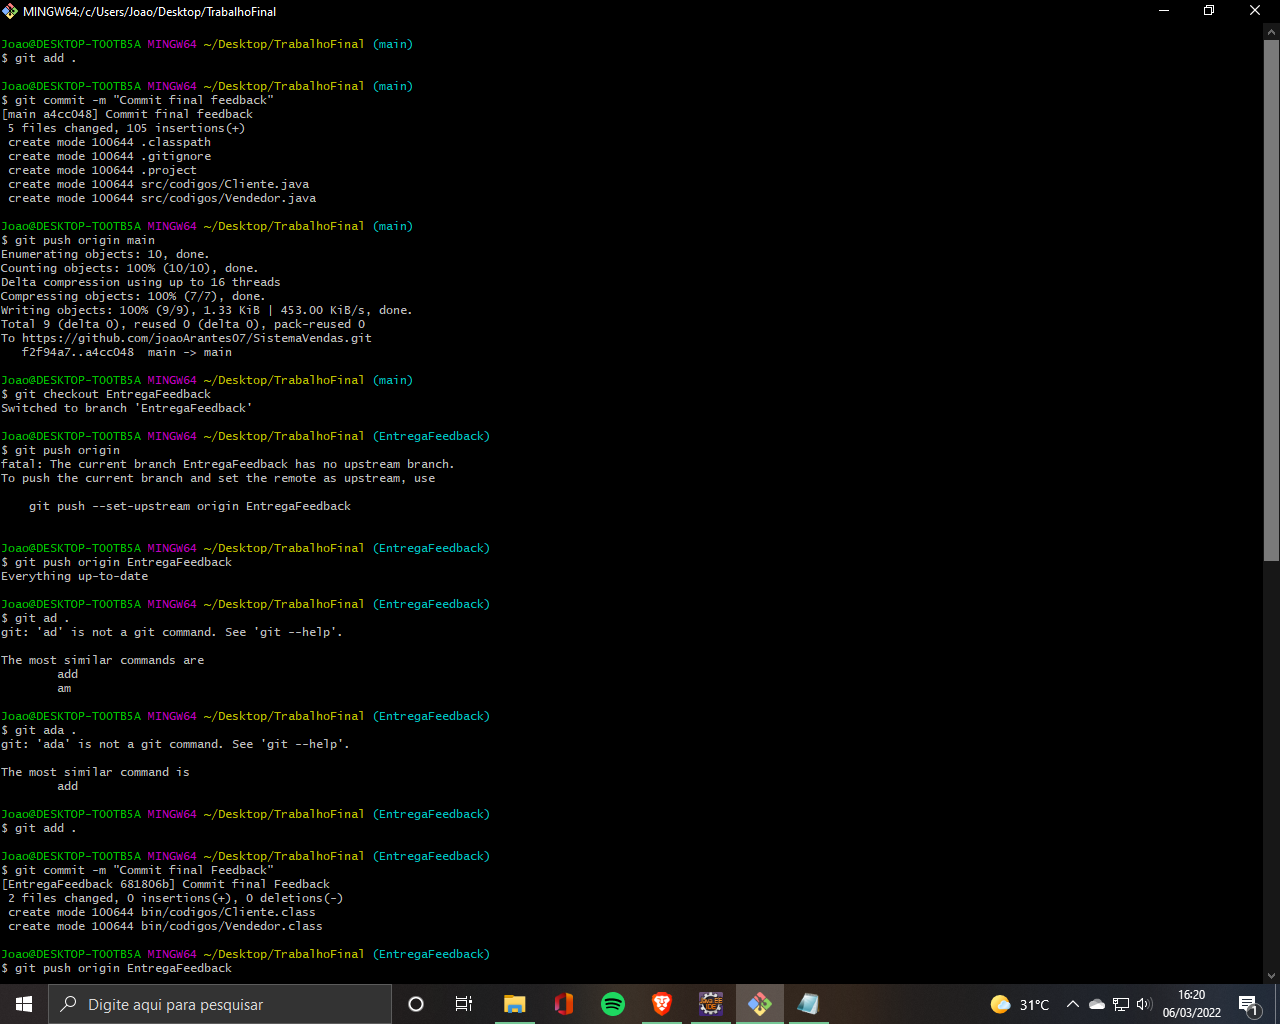 MINGW64:/c/Users/Joao/Desktop/TrabalhoFinal
Joao@DESKTOP-TOOTB5A MINGW64 ~/Desktop/TrabalhoFinal (main)
$ git add .
Joao@DESKTOP-TOOTB5A MINGW64 ~/Desktop/TrabalhoFinal (main)
$ git commit -m "Commit final feedback"
[main a4cc048] Commit final feedback
5 files changed, 105 insertions(+)
create mode 100644 .classpath
create mode 100644 .gitignore
create mode 100644 .project
create mode 100644 src/codigos/Cliente.java
create mode 100644 src/codigos/Vendedor.java
Joao@DESKTOP-TOOTB5A MINGW64 ~/Desktop/TrabalhoFinal (main)
$ git push origin main
Enumerating objects: 10, done.
Counting objects: 100% (10/10), done.
Delta compression using up to 16 threads
Compressing objects: 100% (7/7), done.
Writing objects: 100% (9/9), 1.33 KiB | 453.00 KiB/s, done.
Total 9 (delta 0), reused 0 (delta 0), pack-reused 0
To https://github.com/joaoArantes07/SistemaVendas.git
f2f94a7..a4cc048  main -> main
Joao@DESKTOP-TOOTB5A MINGW64 ~/Desktop/TrabalhoFinal (main)
$ git checkout EntregaFeedback
Switched to branch 'EntregaFeedback'
Joao@DESKTOP-TOOTB5A MINGW64 ~/Desktop/TrabalhoFinal (EntregaFeedback)
$ git push origin
fatal: The current branch EntregaFeedback has no upstream branch.
To push the current branch and set the remote as upstream, use
git push --set-upstream origin EntregaFeedback
Joao@DESKTOP-TOOTB5A MINGW64 ~/Desktop/TrabalhoFinal (EntregaFeedback)
$ git push origin EntregaFeedback
Everything up-to-date
Joao@DESKTOP-TOOTB5A MINGW64 ~/Desktop/TrabalhoFinal (EntregaFeedback)
$ git ad .
git: 'ad' is not a git command. See 'git --help'.
The most similar commands are
add
am
Joao@DESKTOP-TOOTB5A MINGW64 ~/Desktop/TrabalhoFinal (EntregaFeedback)
$ git ada .
git: 'ada' is not a git command. See 'git --help'.
The most similar command is
add
Joao@DESKTOP-TOOTB5A MINGW64 ~/Desktop/TrabalhoFinal (EntregaFeedback)
$ git add .
Joao@DESKTOP-TOOTB5A MINGW64 ~/Desktop/TrabalhoFinal (EntregaFeedback)
$ git commit -m "Commit final Feedback"
[EntregaFeedback 681806b] Commit final Feedback
2 files changed, 0 insertions(+), 0 deletions(-)
create mode 100644 bin/codigos/Cliente.class
create mode 100644 bin/codigos/Vendedor.class
Joao@DESKTOP-TOOTB5A MINGW64 ~/Desktop/TrabalhoFinal (EntregaFeedback)
$ git push origin EntregaFeedback
Digite aqui para pesquisar
Java EE
IDE
31°C
16:20
06/03/2022
1